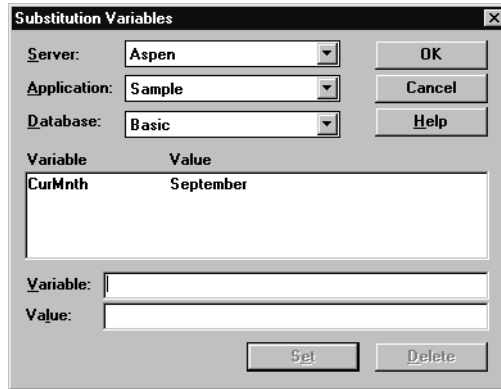 Substitution Variables
Server: Aspen OK
Application: Sample Cancel
Database: Basic Help
Variable Value
CurMnth September
Variable:
Value:
Set Delete